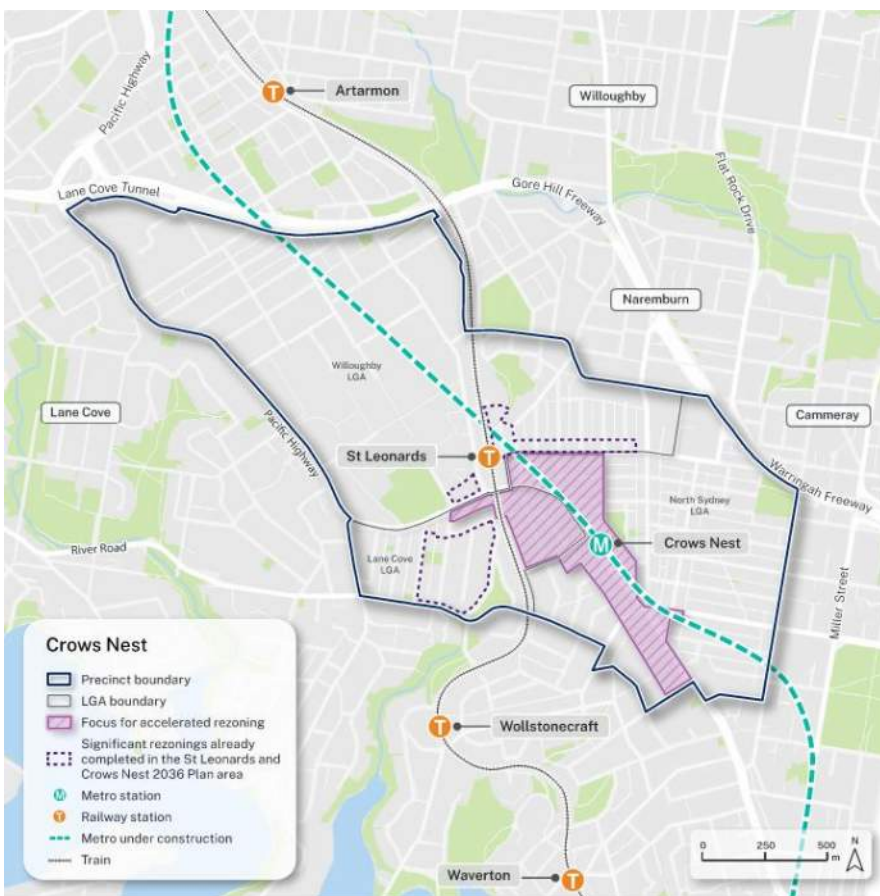 Pacific Highway
T
Artarmon
Willoughby
Flat Rock Drive
Lane Cove Tunnel
Gore Hill Freeway
Naremburn
Willoughby
LGA
Lane Cove
Pacific Highway
Cammeray
St Leonards
T
Warringah Freeway
North Sydney
LGA
M
Crows Nest
River Road
Lane Cove
LGA
Miller Street
Crows Nest
Precinct boundary
LGA boundary
Focus for accelerated rezoning
Significant rezonings already
completed in the St Leonards and
Crows Nest 2036 Plan area
M
Metro station
T
Railway station
Metro under construction
Train
T
Wollstonecraft
T
Waverton
0
250
500
m
N